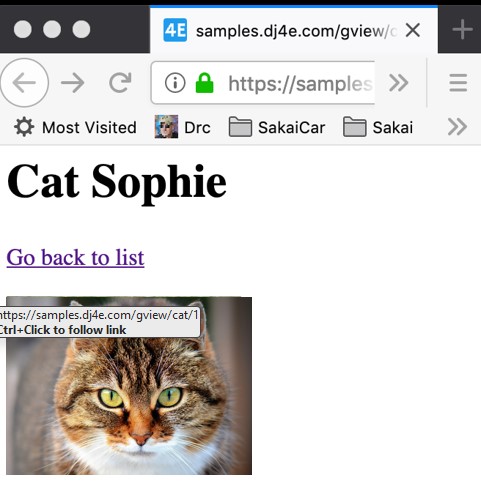 4E samples.dj4e.com/gview/c
https://samples
Most Visited Drc SakaiCar Sakai
Cat Sophie
Go back to list
https://samples.dj4e.com/gview/cat/1
Ctrl+Click to follow link